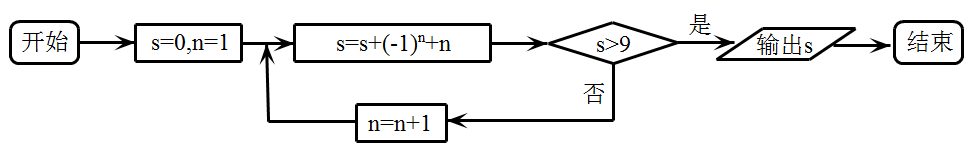 开始
s=0,n=1
s=s+(-1)ⁿ+n
s>9
是
输出s
结束
否
n=n+1